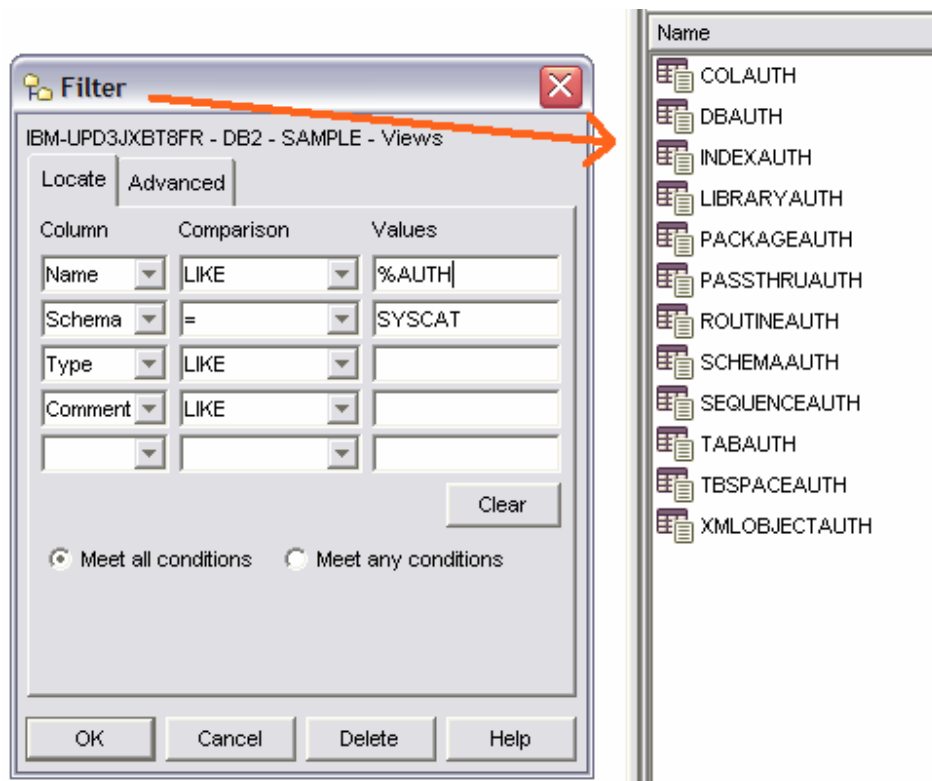 Filter
IBM-UPD3JXBT8FR - DB2 - SAMPLE - Views
Locate Advanced
Column Comparison Values
Name LIKE %AUTH
Schema = SYSCAT
Type LIKE
Comment LIKE
Clear
Meet all conditions Meet any conditions
OK Cancel Delete Help
Name
COLAUTH
DBAUTH
INDEXAUTH
LIBRARYAUTH
PACKAGEAUTH
PASSTHRUAUTH
ROUTINEAUTH
SCHEMAAUTH
SEQUENCEAUTH
TABAUTH
TBSPACEAUTH
XMLOBJECTAUTH